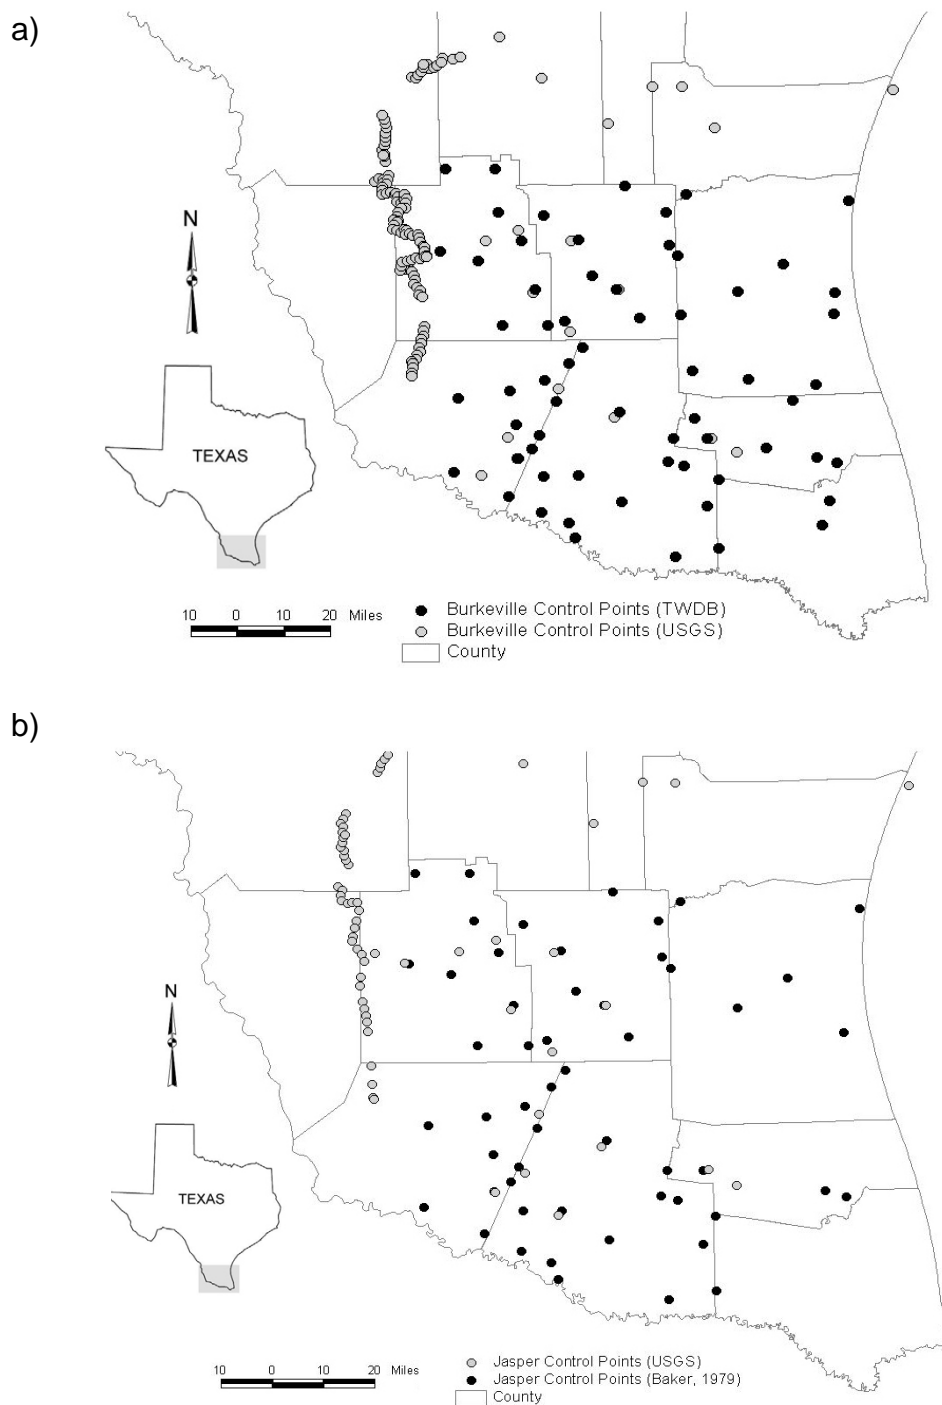 a)
N
TEXAS
10 0 10 20 Miles
Burkeville Control Points (TWDB)
Burkeville Control Points (USGS)
County
b)
N
TEXAS
10 0 10 20 Miles
Jasper Control Points (USGS)
Jasper Control Points (Baker, 1979)
County